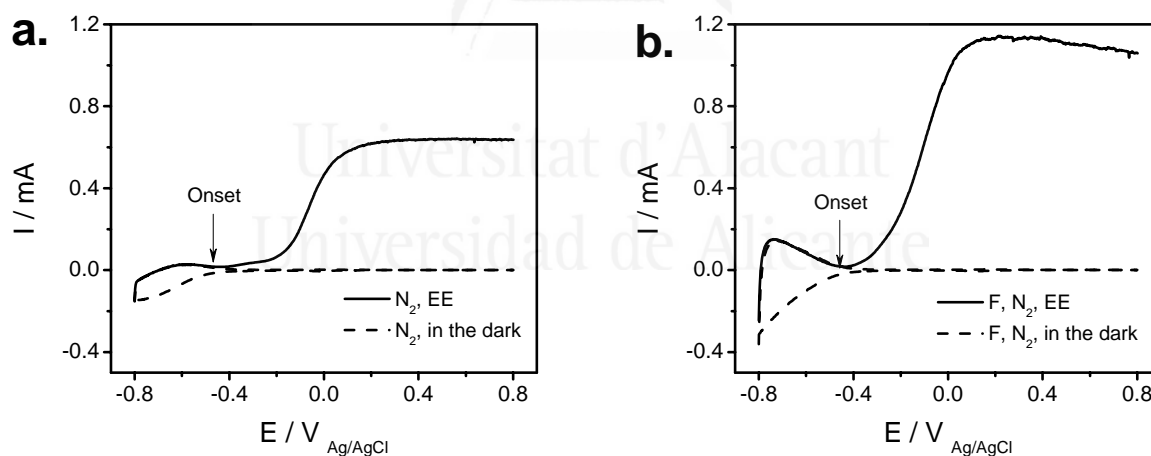 a.
1.2
0.8
0.4
0.0
-0.4
I / mA
Onset
N2, EE
N2, in the dark
-0.8 -0.4 0.0 0.4 0.8
E / V Ag/AgCl
b.
1.2
0.8
0.4
0.0
-0.4
I / mA
Onset
F, N2, EE
F, N2, in the dark
-0.8 -0.4 0.0 0.4 0.8
E / V Ag/AgCl
Universitat d'Alacant
Universidad de Alicante